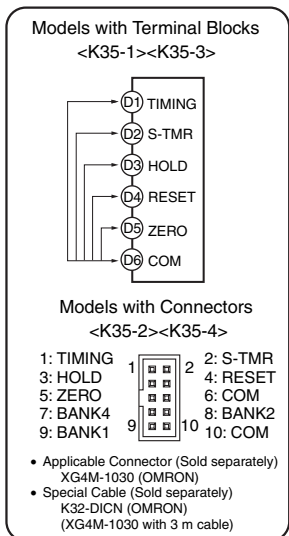 Models with Terminal Blocks
<K35-1><K35-3>
D1 TIMING
D2 S-TMR
D3 HOLD
D4 RESET
D5 ZERO
D6 COM
Models with Connectors
<K35-2><K35-4>
1: TIMING 1 2 2: S-TMR
3: HOLD 4: RESET
5: ZERO 6: COM
7: BANK4 8: BANK2
9: BANK1 9 10 10: COM
• Applicable Connector (Sold separately)
XG4M-1030 (OMRON)
• Special Cable (Sold separately)
K32-DICN (OMRON)
(XG4M-1030 with 3 m cable)